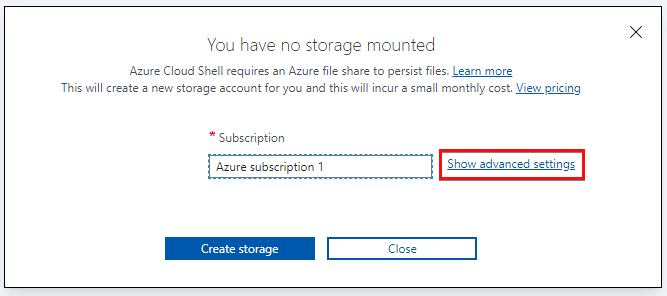 You have no storage mounted
Azure Cloud Shell requires an Azure file share to persist files. Learn more
This will create a new storage account for you and this will incur a small monthly cost. View pricing
* Subscription
Azure subscription 1
Show advanced settings
Create storage
Close